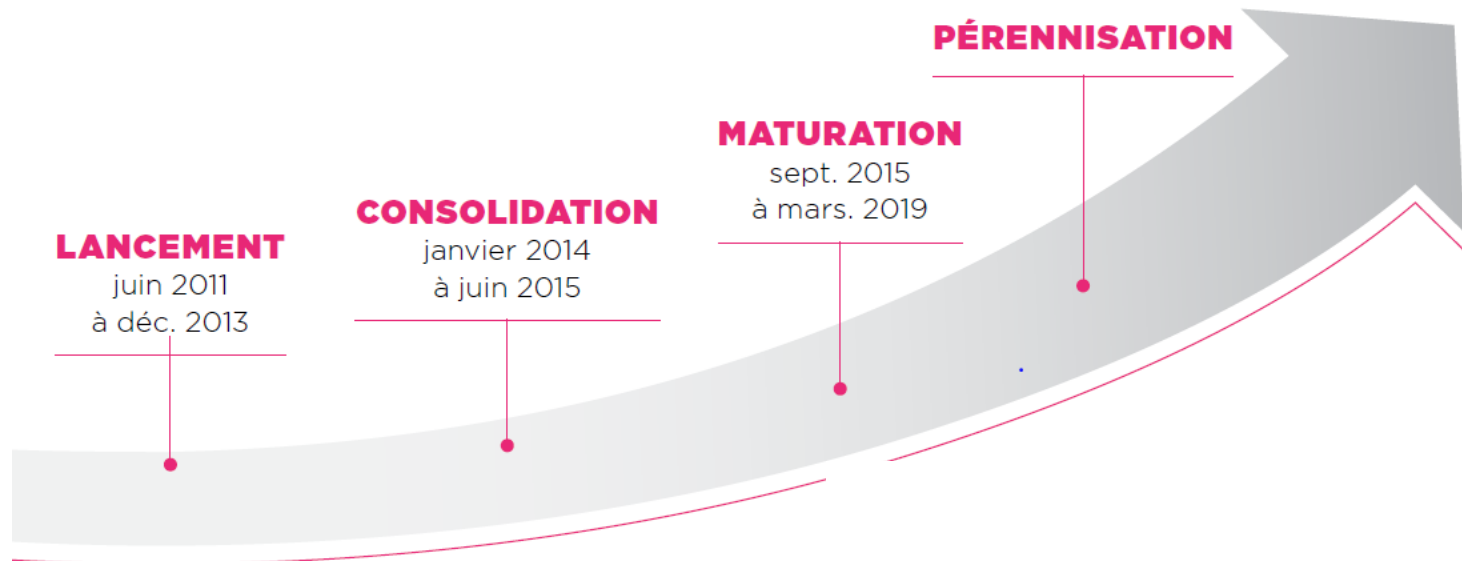 LANCEMENT
juin 2011
à déc. 2013
CONSOLIDATION
janvier 2014
à juin 2015
MATURATION
sept. 2015
à mars. 2019
PÉRENNISATION